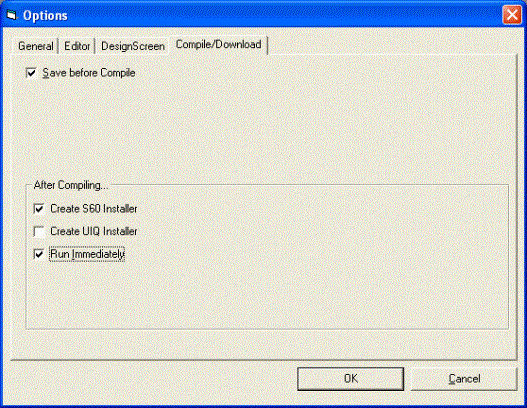 Options
General Editor DesignScreen Compile/Download
Save before Compile
After Compiling...
Create S60 Installer
Create UIQ Installer
Run Immediately
OK Cancel